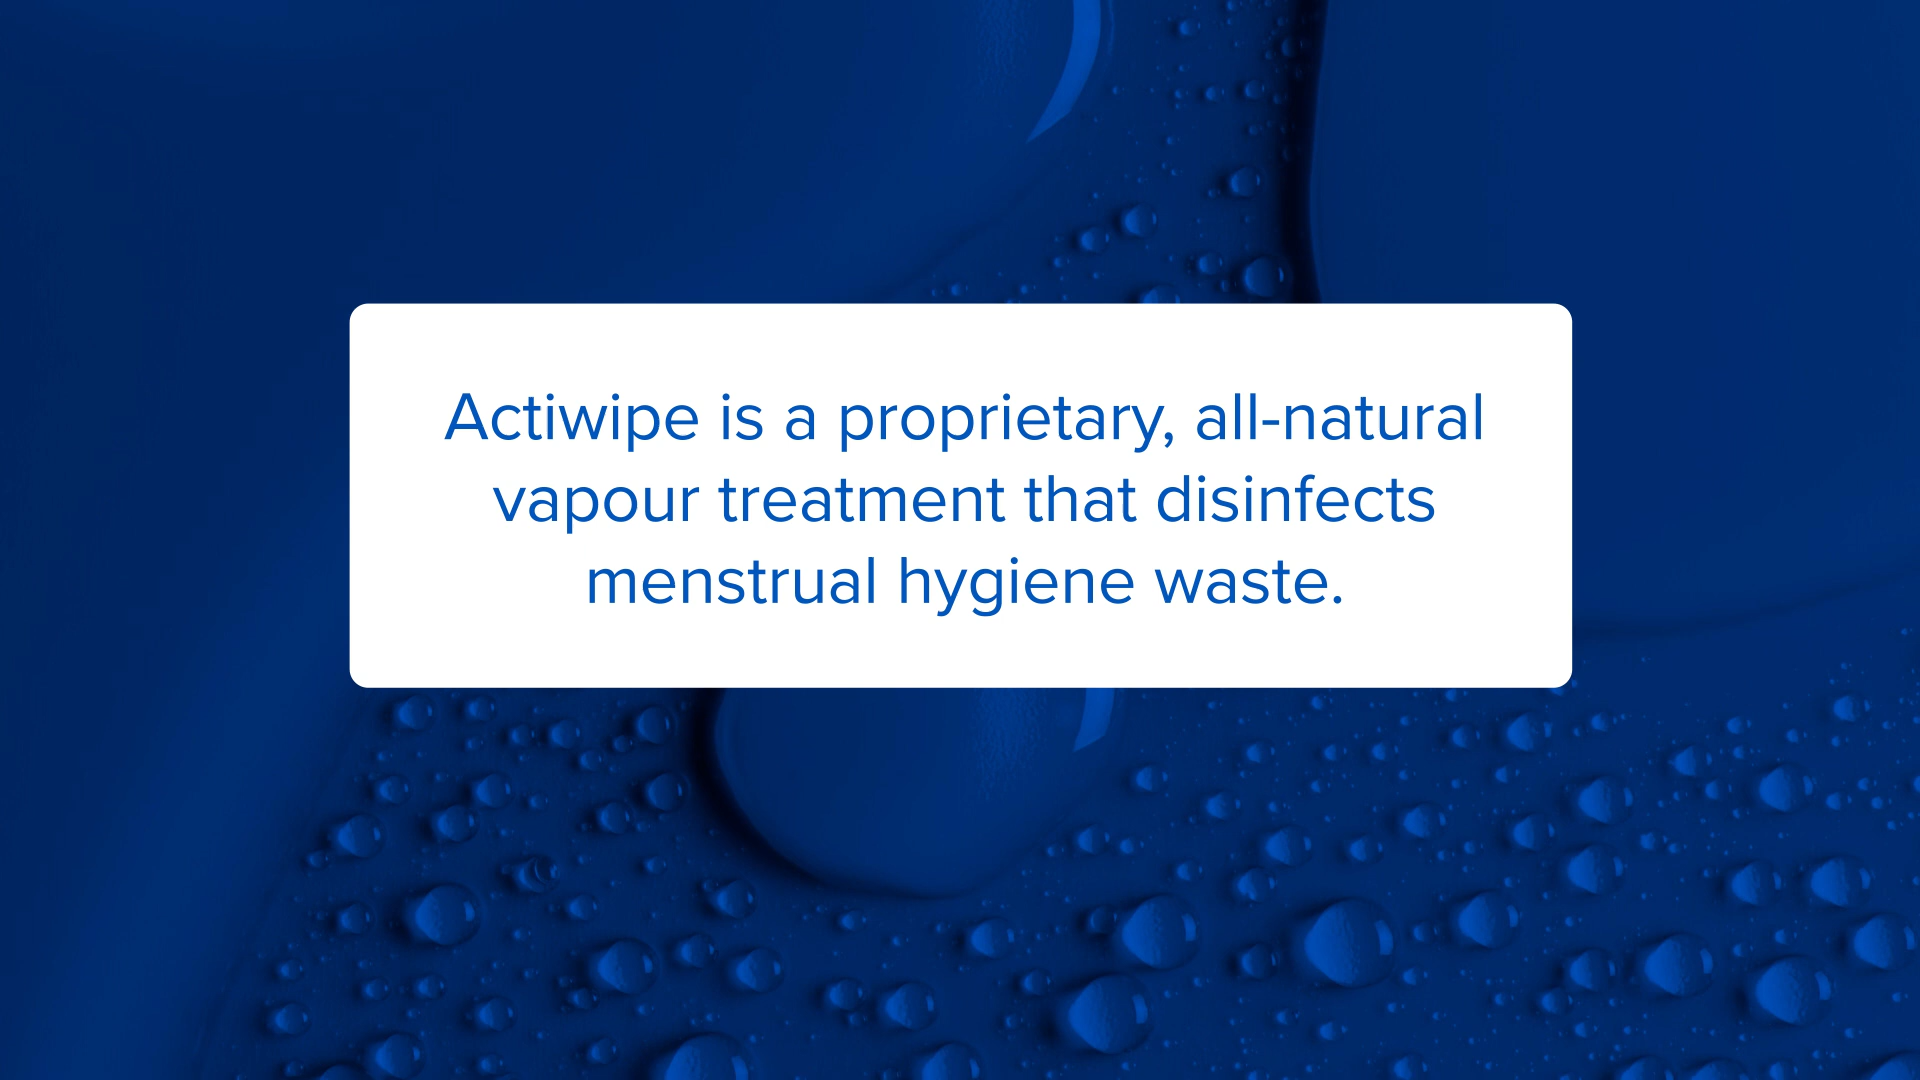 Actiwipe is a proprietary, all-natural
vapour treatment that disinfects
menstrual hygiene waste.